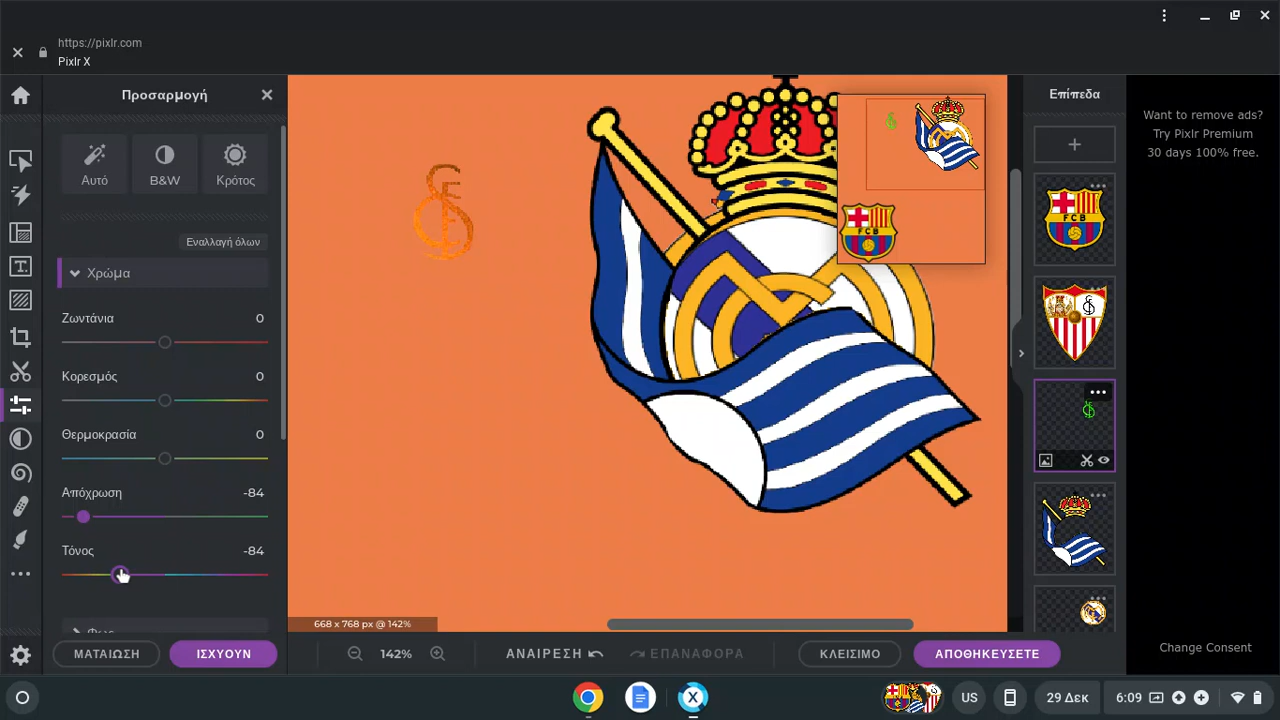 https://pixlr.com
Pixlr X
Προσαρμογή
Αυτό
B&W
Κρότος
Εναλλαγή όλων
Χρώμα
Ζωντάνια 0
Κορεσμός 0
Θερμοκρασία 0
Απόχρωση -84
Τόνος -84
Φως
ΜΑΤΑΙΩΣΗ
ΙΣΧΥΟΥΝ
FCB
668 x 768 px @ 142%
142%
ΑΝΑΙΡΕΣΗ
ΕΠΑΝΑΦΟΡΑ
ΚΛΕΙΣΙΜΟ
ΑΠΟΘΗΚΕΥΣΕΤΕ
Επίπεδα
FCB
Want to remove ads?
Try Pixlr Premium
30 days 100% free.
Change Consent
US
29 Δεκ
6:09